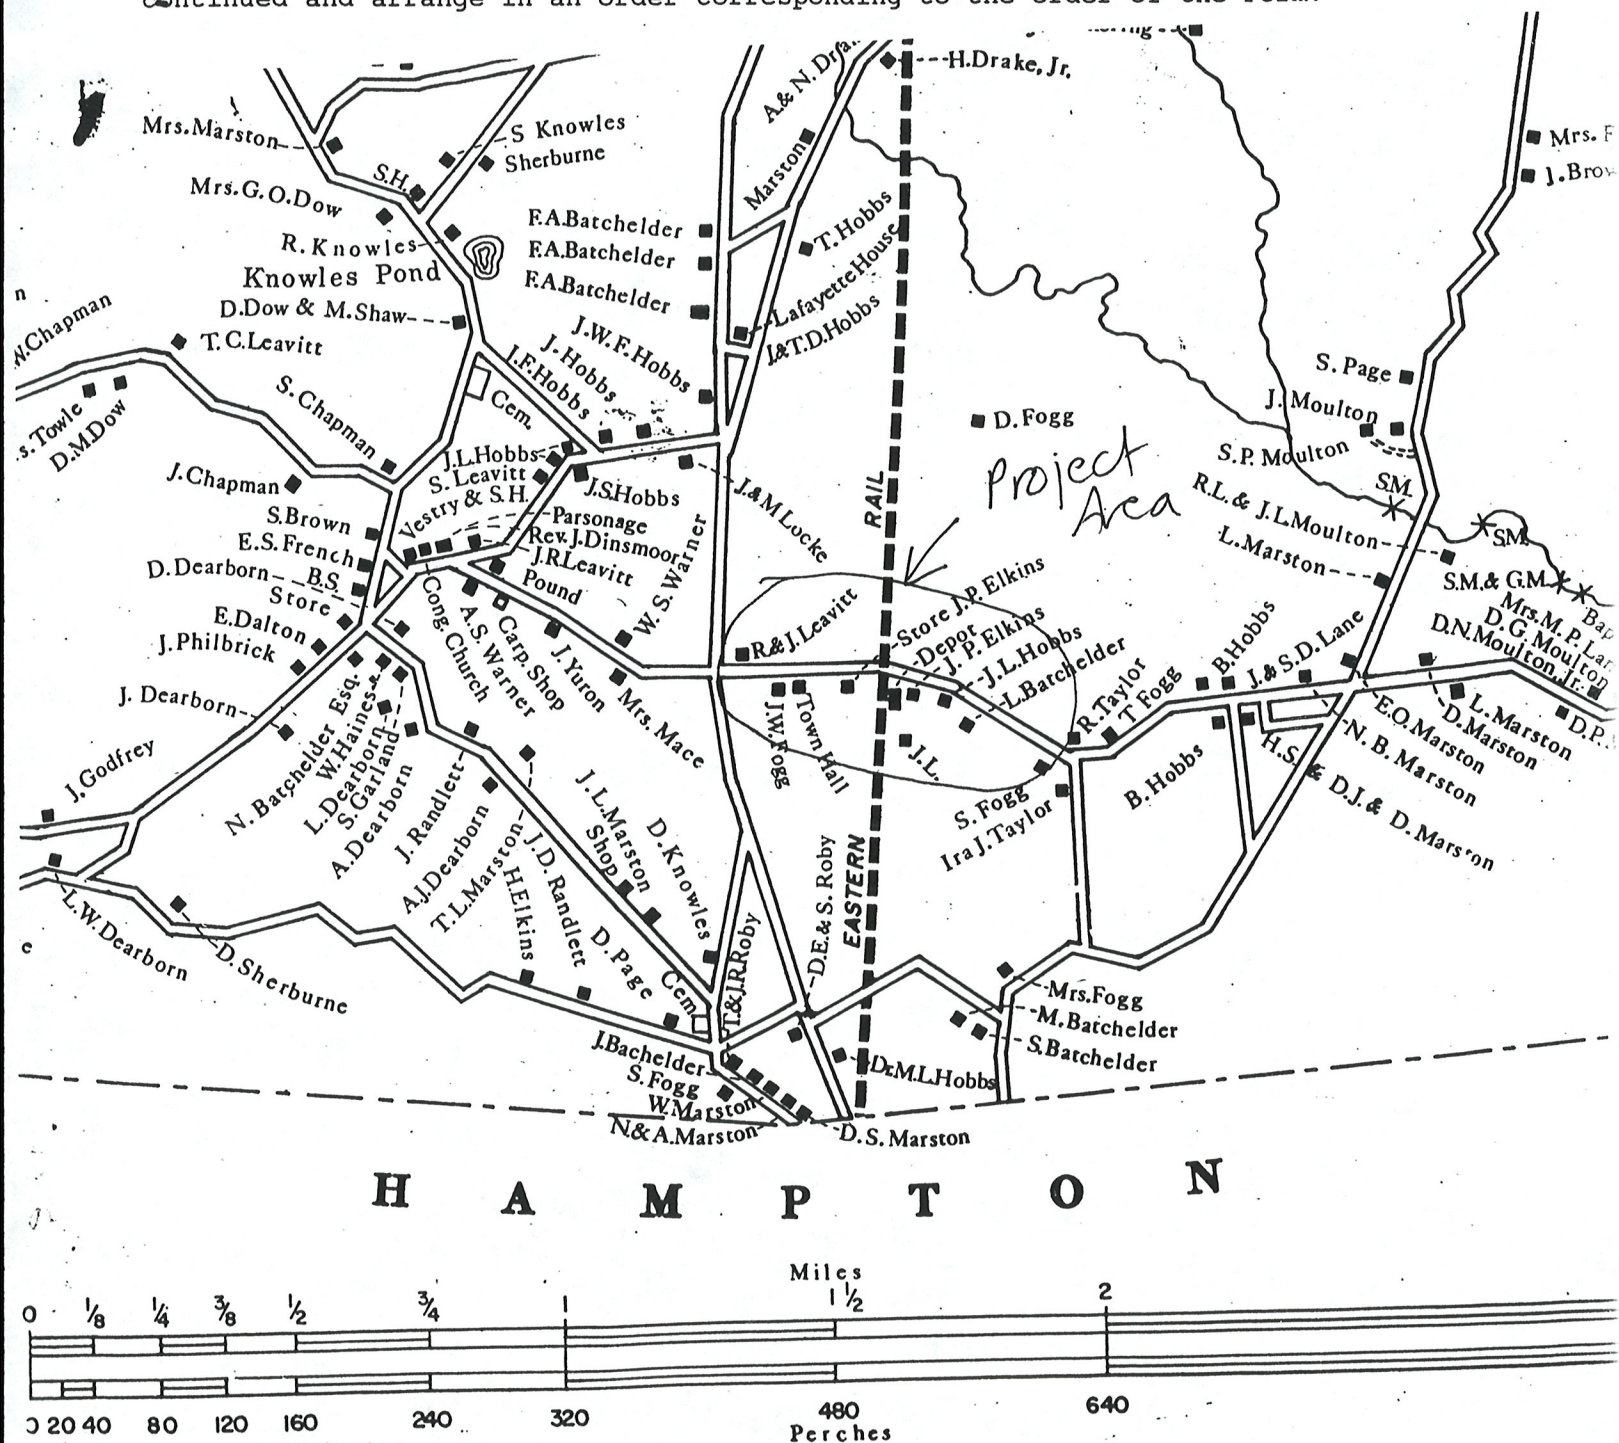 continued and arrange in an order corresponding to the order of the form.
H.Drake, Jr.
A.& N.
Mrs.Marston
S Knowles
Sherburne
S.H.
Mrs.G.O.Dow
R.Knowles
Knowles Pond
D.Dow & M.Shaw
Marston
F.A.Batchelder
F.A.Batchelder
F.A.Batchelder
T.Hobbs
Lafayette House
J.&T.D.Hobbs
J.W.F.Hobbs
J.Hobbs
J.F.Hobbs
Mrs.
n
W.Chapman
T.C.Leavitt
s.Towle
D.M.Dow
S.Chapman
Cem.
J.Chapman
S.Brown
E.S.French
D.Dearborn
B.S.
Store
E.Dalton
J.Philbrick
J. Dearborn
J. Godfrey
J.L.Hobbs
S. Leavitt
Vestry & S.H.
J.S.Hobbs
Parsonage
Rev.J.Dinsmoor
J.R.Leavitt
Pound
J.&M Locke
W.S.Warner
RAIL
D. Fogg
Project
Area
S. Page
J. Moulton
S.P. Moulton
S.M.
R.L. & J.L.Moulton
L.Marston
S.M.
S.M.& G.M.
Mrs.M.P.
D. G. Moulton
D.N.Moulton Jr.
Cong. Church
A.S. Warner
Carp. Shop
J. Yuron
Mrs. Mace
R.& J.Leavitt
Store J.P. Elkins
Depot
J. P. Elkins
J.L.Hobbs
L.Batchelder
J.W.Fogg
Town Hall
J.L.
R.Taylor
T Fogg
B.Hobbs
J.& S.D. Lane
S. Fogg
Ira J. Taylor
B. Hobbs
H.S. & D.J.& D.Marston
N. B. Marston
E.O.Marston
D.Marston
L. Marston
D.P.
N. Batchelder Esq.
W.Haines
L.Dearborn
S.Garland
A.Dearborn
J. Randlett
A.J.Dearborn
T.L.Marston
H.Elkins
J.D. Randlett
D. Page
J. L.Marston
Shop
D. Knowles
Cem.
T.& J.R.Roby
D.E.& S. Roby
EASTERN
L.W.Dearborn
D. Sherburne
e
J.Bachelder
S. Fogg
W.Marston
N.& A.Marston
D.S. Marston
Dr.M.L.Hobbs
Mrs.Fogg
M.Batchelder
S.Batchelder
HAMPTON
Miles
0 1/8 1/4 3/8 1/2 3/4 1 1 1/2 2
0 20 40 80 120 160 240 320 480 640
Perches